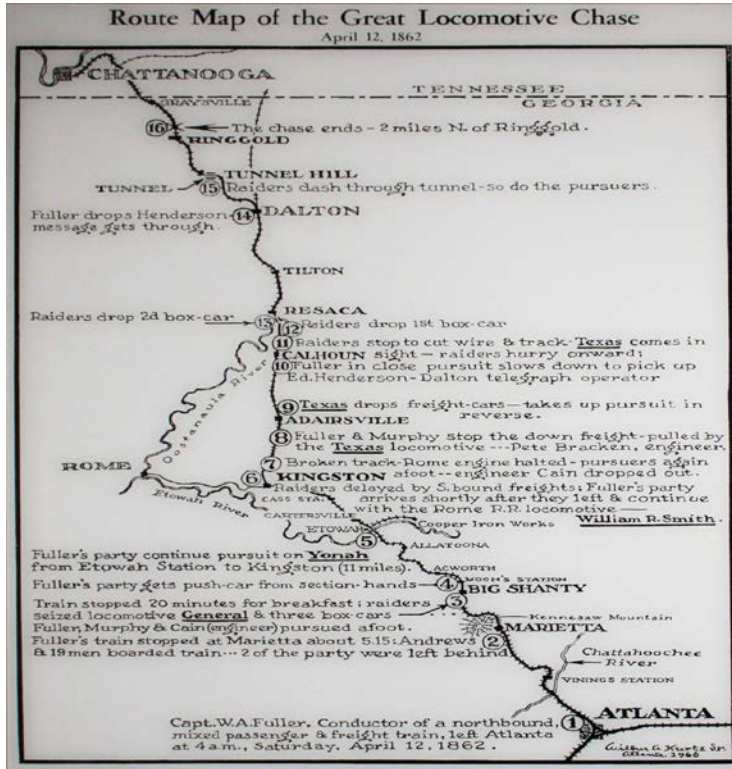 Route Map of the Great Locomotive Chase
April 12, 1862
CHATTANOOGA
TENNESSEE
GEORGIA
GRAYSVILLE
16 The chase ends - 2 miles N. of Ringgold.
RINGGOLD
TUNNEL HILL
TUNNEL
15 Raiders dash through tunnel - so do the pursuers.
Fuller drops Henderson - 14 DALTON
message gets through.
TILTON
RESACA
Raiders drop 2d box-car 13 12 Raiders drop 1st box-car
11 Raiders stop to cut wire & track - Texas comes in
CALHOUN sight - raiders hurry onward;
10 Fuller in close pursuit slows down to pick up
Ed. Henderson - Dalton telegraph operator
Oostanaula River
9 Texas drops freight-cars - takes up pursuit in
reverse.
ADAIRSVILLE
8 Fuller & Murphy stop the down freight - pulled by
the Texas locomotive --- Pete Bracken, engineer.
7 Broken track - Rome engine halted - pursuers again
afoot -- engineer Cain dropped out.
ROME
6 KINGSTON
Raiders delayed by S. bound freights; Fuller's party
arrives shortly after they left & continue
with the Rome R.R. locomotive —
William R. Smith.
Etowah River
CASS STA.
CARTERSVILLE
ETOWAH
5
Cooper Iron Works
ALLATOONA
Fuller's party continue pursuit on Yonah
from Etowah Station to Kingston (11 miles).
ACWORTH
MOON'S STATION
Fuller's party gets push-car from section-hands 4
BIG SHANTY
Train stopped 20 minutes for breakfast; raiders 3
seized locomotive General & three box-cars
Fuller, Murphy & Cain (engineer) pursued afoot.
Kennesaw Mountain
MARIETTA
Fuller's train stopped at Marietta about 5.15; Andrews 2
& 19 men boarded train --- 2 of the party were left behind
Chattahoochee
River
VININGS STATION
Capt. W.A. Fuller, Conductor of a northbound, 1 ATLANTA
mixed passenger & freight train, left Atlanta
at 4 a.m., Saturday, April 12, 1862.
Wilbur G. Kurtz Sr.
Atlanta 1960